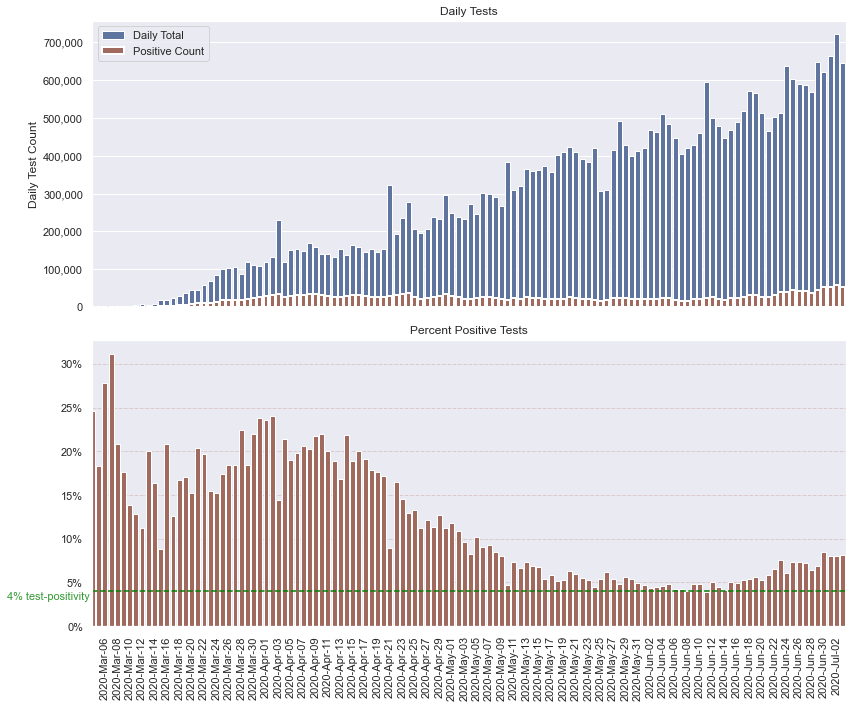 Daily Tests
Daily Total
Positive Count
700,000
600,000
500,000
400,000
300,000
200,000
100,000
0
Daily Test Count
Percent Positive Tests
30%
25%
20%
15%
10%
5%
4% test-positivity
0%
2020-Mar-06
2020-Mar-08
2020-Mar-10
2020-Mar-12
2020-Mar-14
2020-Mar-16
2020-Mar-18
2020-Mar-20
2020-Mar-22
2020-Mar-24
2020-Mar-26
2020-Mar-28
2020-Mar-30
2020-Apr-01
2020-Apr-03
2020-Apr-05
2020-Apr-07
2020-Apr-09
2020-Apr-11
2020-Apr-13
2020-Apr-15
2020-Apr-17
2020-Apr-19
2020-Apr-21
2020-Apr-23
2020-Apr-25
2020-Apr-27
2020-Apr-29
2020-May-01
2020-May-03
2020-May-05
2020-May-07
2020-May-09
2020-May-11
2020-May-13
2020-May-15
2020-May-17
2020-May-19
2020-May-21
2020-May-23
2020-May-25
2020-May-27
2020-May-29
2020-May-31
2020-Jun-02
2020-Jun-04
2020-Jun-06
2020-Jun-08
2020-Jun-10
2020-Jun-12
2020-Jun-14
2020-Jun-16
2020-Jun-18
2020-Jun-20
2020-Jun-22
2020-Jun-24
2020-Jun-26
2020-Jun-28
2020-Jun-30
2020-Jul-02